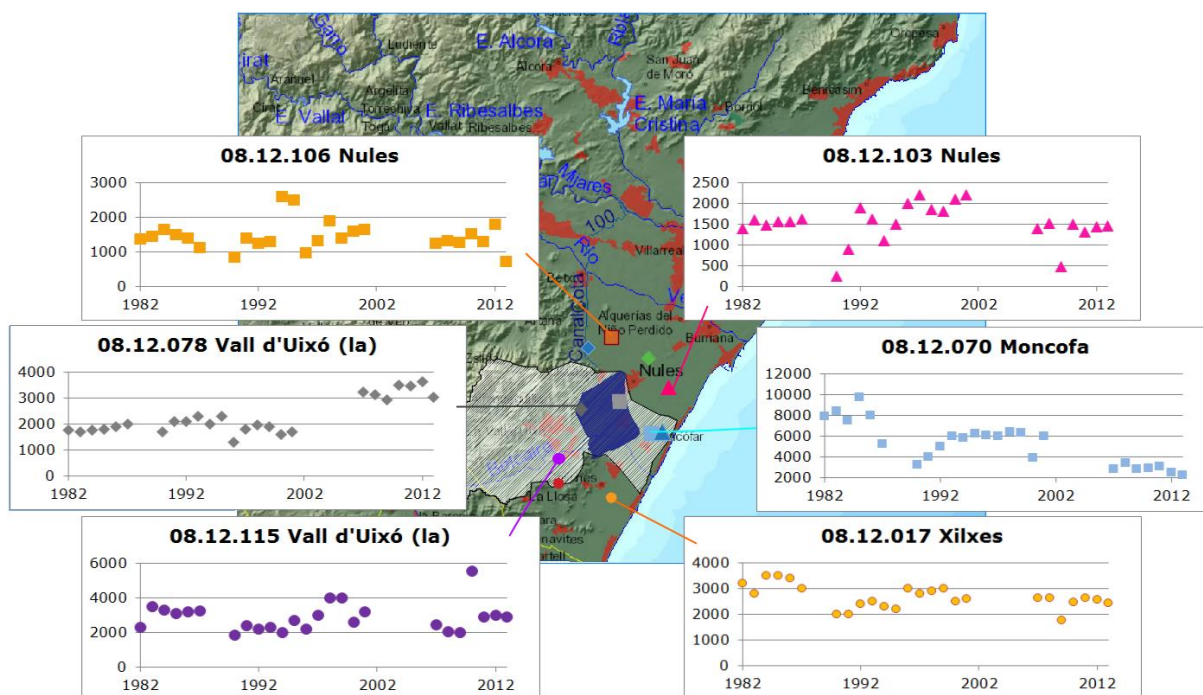 Ludiente
E. Alcora
Alcora
San Juan
de Moró
Oropesa
Benicasim
Borriol
E. María
Cristina
Argelita
Torrechiva
E. Vallat
E. Ribesalbes
Vallat
Ribesalbes
Mijares
100
Río
Villarreal
Canal Cota
Alquerías del
Niño Perdido
Burriana
Nules
La Llosa
08.12.106 Nules
3000
2000
1000
0
1982
1992
2002
2012
08.12.103 Nules
2500
2000
1500
1000
500
0
1982
1992
2002
2012
08.12.078 Vall d'Uixó (la)
4000
3000
2000
1000
0
1982
1992
2002
2012
08.12.070 Moncofa
12000
10000
8000
6000
4000
2000
1982
1992
2002
2012
08.12.115 Vall d'Uixó (la)
6000
4000
2000
0
1982
1992
2002
2012
08.12.017 Xilxes
4000
3000
2000
1000
0
1982
1992
2002
2012